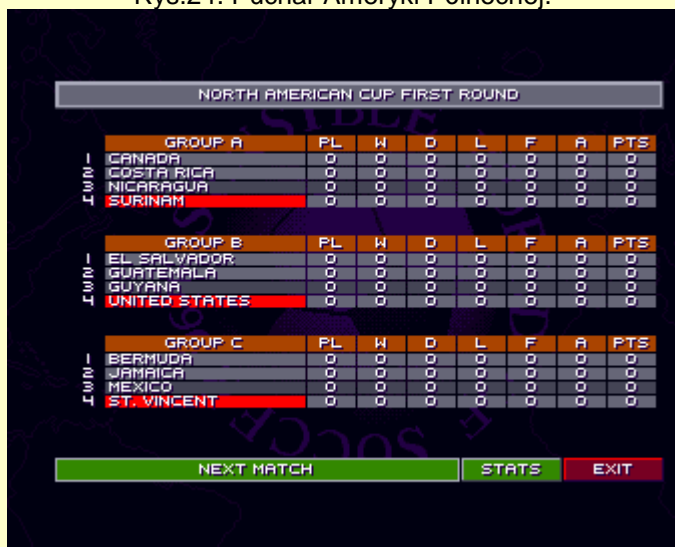 Rys.21. Puchar Ameryki Północnej.
NORTH AMERICAN CUP FIRST ROUND
GROUP A PL W D L F A PTS
1 CANADA 0 0 0 0 0 0 0
2 COSTA RICA 0 0 0 0 0 0 0
3 NICARAGUA 0 0 0 0 0 0 0
4 SURINAM 0 0 0 0 0 0 0
GROUP B PL W D L F A PTS
1 EL SALVADOR 0 0 0 0 0 0 0
2 GUATEMALA 0 0 0 0 0 0 0
3 GUYANA 0 0 0 0 0 0 0
4 UNITED STATES 0 0 0 0 0 0 0
GROUP C PL W D L F A PTS
1 BERMUDA 0 0 0 0 0 0 0
2 JAMAICA 0 0 0 0 0 0 0
3 MEXICO 0 0 0 0 0 0 0
4 ST. VINCENT 0 0 0 0 0 0 0
NEXT MATCH STATS EXIT